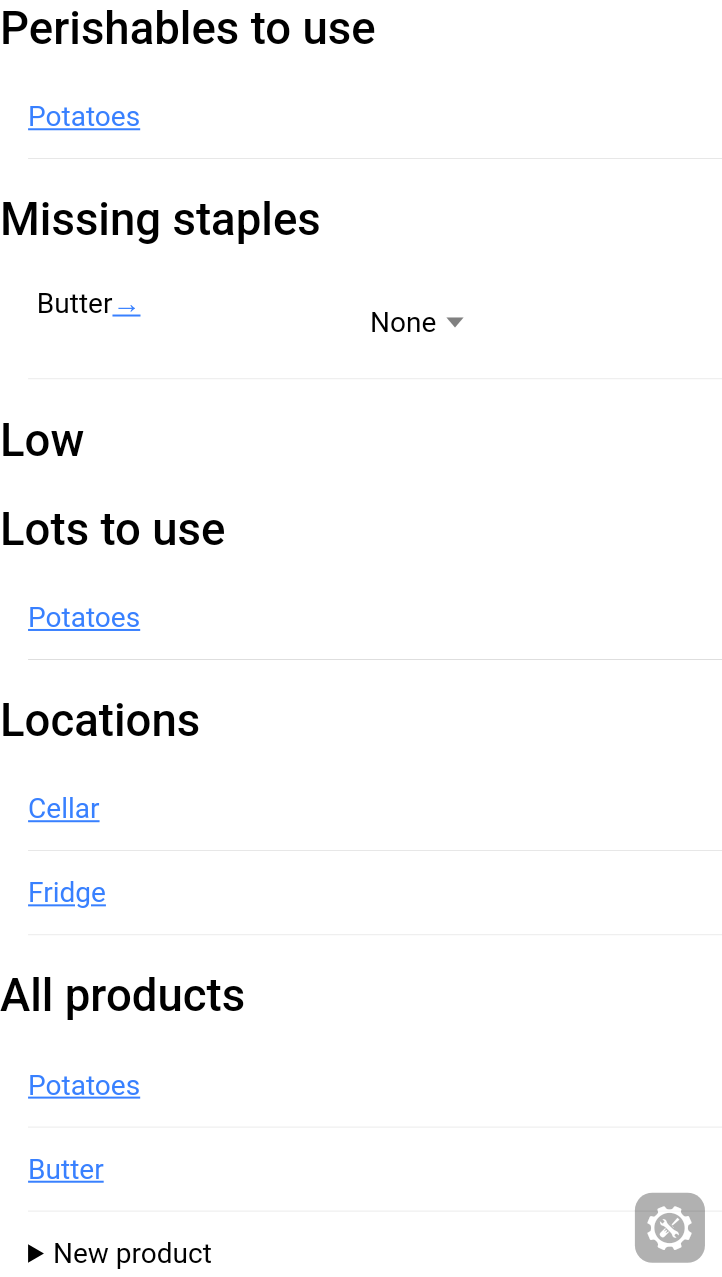 Perishables to use
Potatoes
Missing staples
Butter→
None
Low
Lots to use
Potatoes
Locations
Cellar
Fridge
All products
Potatoes
Butter
New product